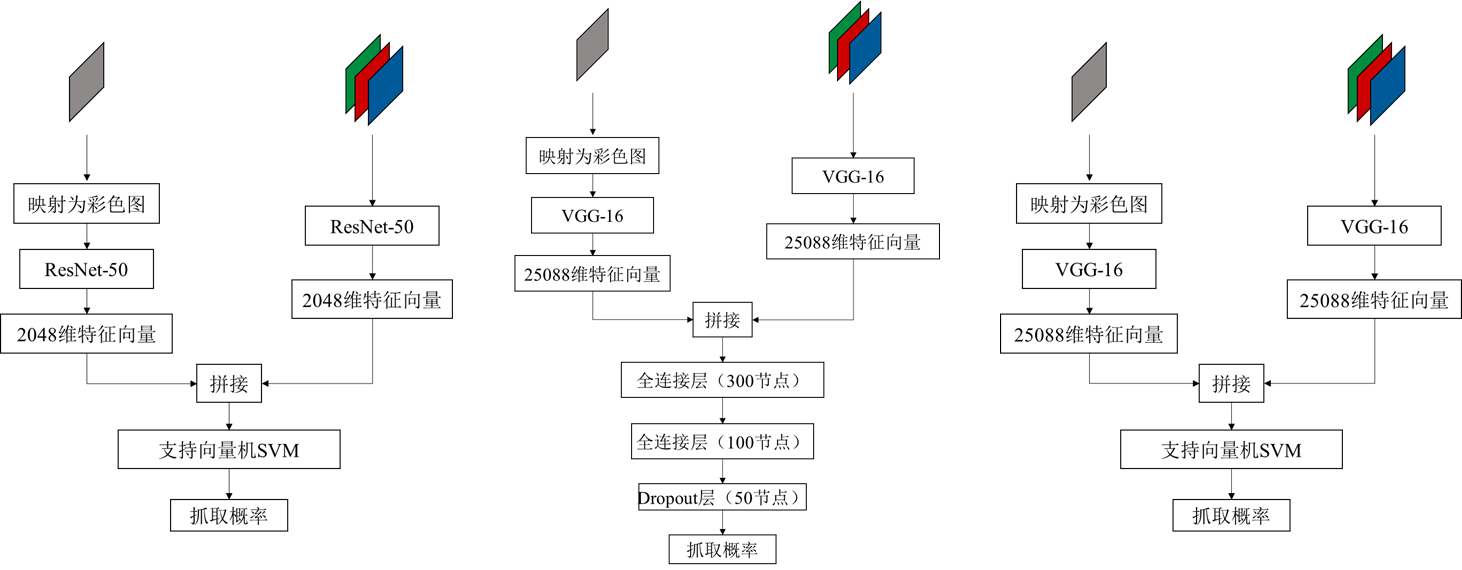 映射为彩色图
ResNet-50
2048维特征向量
ResNet-50
2048维特征向量
拼接
支持向量机SVM
抓取概率
映射为彩色图
VGG-16
25088维特征向量
VGG-16
25088维特征向量
拼接
全连接层（300节点）
全连接层（100节点）
Dropout层（50节点）
抓取概率
映射为彩色图
VGG-16
25088维特征向量
VGG-16
25088维特征向量
拼接
支持向量机SVM
抓取概率